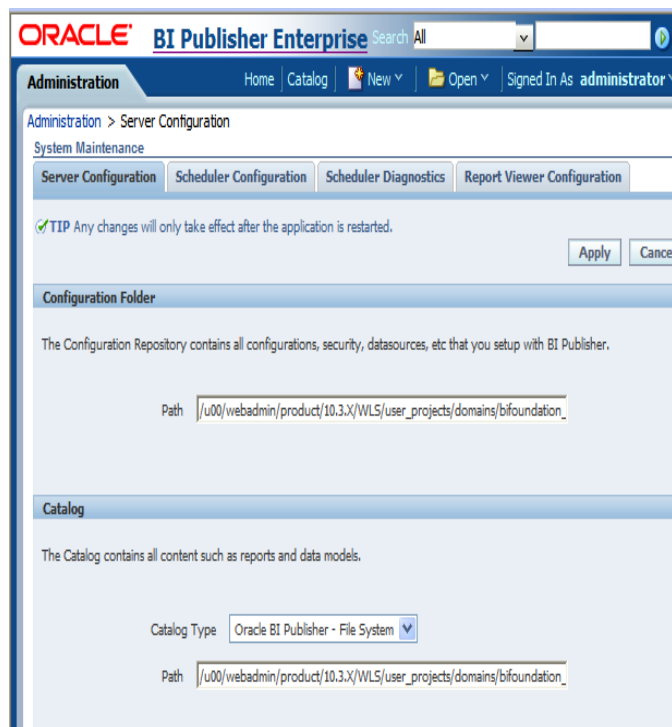 ORACLE BI Publisher Enterprise Search All
Administration Home Catalog New Open Signed In As administrator
Administration > Server Configuration
System Maintenance
Server Configuration Scheduler Configuration Scheduler Diagnostics Report Viewer Configuration
TIP Any changes will only take effect after the application is restarted.
Apply Cance
Configuration Folder
The Configuration Repository contains all configurations, security, datasources, etc that you setup with BI Publisher.
Path /u00/webadmin/product/10.3.X/WLS/user_projects/domains/bifoundation_
Catalog
The Catalog contains all content such as reports and data models.
Catalog Type Oracle BI Publisher - File System
Path /u00/webadmin/product/10.3.X/WLS/user_projects/domains/bifoundation_